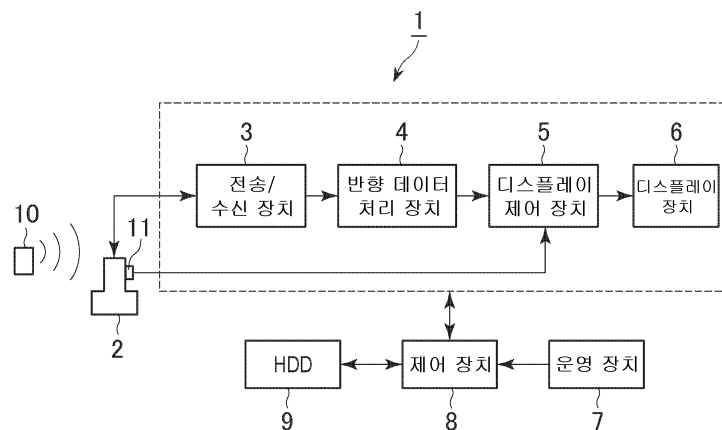 1
3
4
5
6
전송/
수신 장치
반향 데이터
처리 장치
디스플레이
제어 장치
디스플레이
장치
10
11
2
HDD
제어 장치
운영 장치
9
8
7